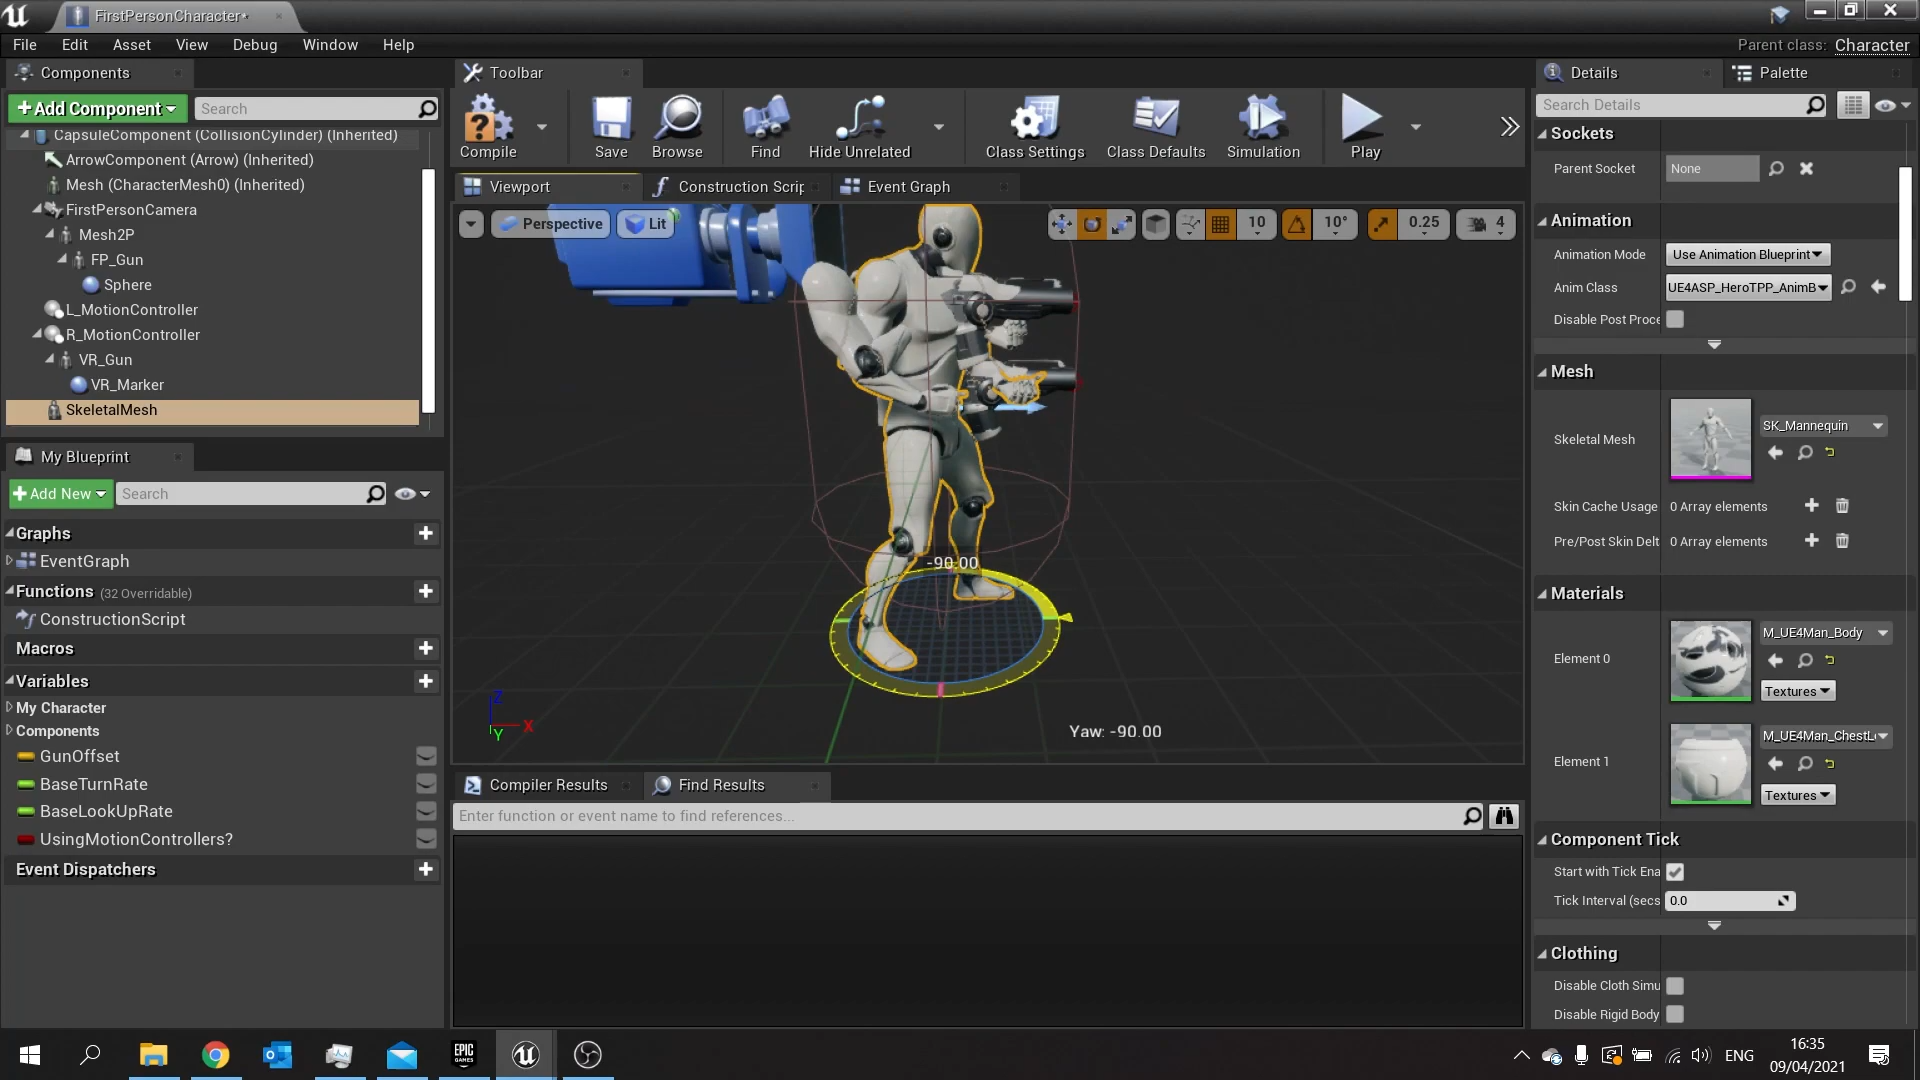 FirstPersonCharacter*
File Edit Asset View Debug Window Help
Parent class: Character
Components
Add Component
Search
CapsuleComponent (CollisionCylinder) (Inherited)
ArrowComponent (Arrow) (Inherited)
Mesh (CharacterMesh0) (Inherited)
FirstPersonCamera
Mesh2P
FP_Gun
Sphere
L_MotionController
R_MotionController
VR_Gun
VR_Marker
SkeletalMesh
My Blueprint
Add New
Search
Graphs
EventGraph
Functions (32 Overridable)
ConstructionScript
Macros
Variables
My Character
Components
GunOffset
BaseTurnRate
BaseLookUpRate
UsingMotionControllers?
Event Dispatchers
Toolbar
Compile
Save
Browse
Find
Hide Unrelated
Class Settings
Class Defaults
Simulation
Play
Viewport
Construction Scrip
Event Graph
Perspective
Lit
10
10°
0.25
4
-90.00
Yaw: -90.00
Z
X
Y
Compiler Results
Find Results
Enter function or event name to find references...
Details
Palette
Search Details
Sockets
Parent Socket None
Animation
Animation Mode Use Animation Blueprint
Anim Class UE4ASP_HeroTPP_AnimB
Disable Post Proce
Mesh
Skeletal Mesh SK_Mannequin
Skin Cache Usage 0 Array elements
Pre/Post Skin Delt 0 Array elements
Materials
Element 0 M_UE4Man_Body
Textures
Element 1 M_UE4Man_ChestL
Textures
Component Tick
Start with Tick Ena
Tick Interval (secs 0.0
Clothing
Disable Cloth Simu
Disable Rigid Body
EPIC
GAMES
ENG
16:35
09/04/2021